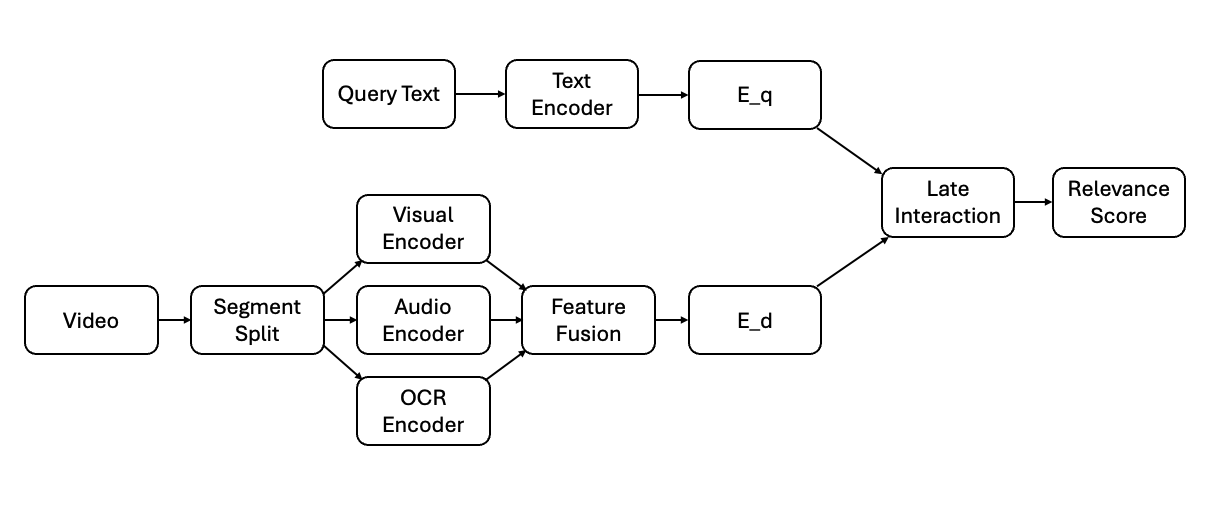 Query Text
Text
Encoder
E_q
Late
Interaction
Relevance
Score
Visual
Encoder
Video
Segment
Split
Audio
Encoder
Feature
Fusion
E_d
OCR
Encoder